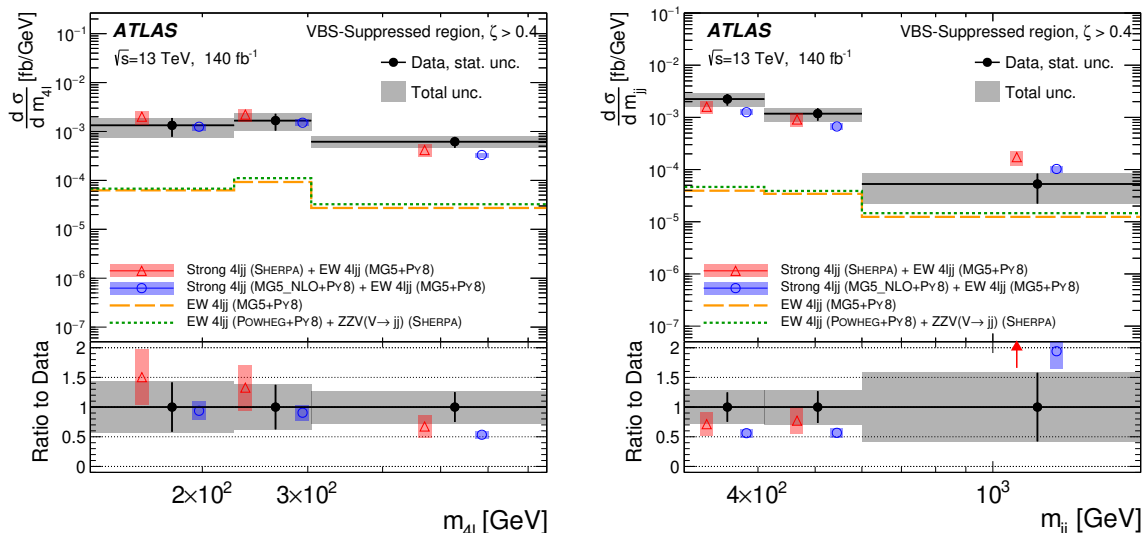 ATLAS
VBS-Suppressed region, ζ > 0.4
√s=13 TeV, 140 fb⁻¹
Data, stat. unc.
Total unc.
dσ/dm₄ₗ [fb/GeV]
10⁻¹
10⁻²
10⁻³
10⁻⁴
10⁻⁵
10⁻⁶
10⁻⁷
Strong 4ljj (SHERPA) + EW 4ljj (MG5+PY8)
Strong 4ljj (MG5_NLO+PY8) + EW 4ljj (MG5+PY8)
EW 4ljj (MG5+PY8)
EW 4ljj (POWHEG+PY8) + ZZV(V→ jj) (SHERPA)
Ratio to Data
2
1.5
1
0.5
0
2×10²
3×10²
m₄ₗ [GeV]
ATLAS
VBS-Suppressed region, ζ > 0.4
√s=13 TeV, 140 fb⁻¹
Data, stat. unc.
Total unc.
dσ/dmⱼⱼ [fb/GeV]
10⁻¹
10⁻²
10⁻³
10⁻⁴
10⁻⁵
10⁻⁶
10⁻⁷
Strong 4ljj (SHERPA) + EW 4ljj (MG5+PY8)
Strong 4ljj (MG5_NLO+PY8) + EW 4ljj (MG5+PY8)
EW 4ljj (MG5+PY8)
EW 4ljj (POWHEG+PY8) + ZZV(V→ jj) (SHERPA)
Ratio to Data
2
1.5
1
0.5
0
4×10²
10³
mⱼⱼ [GeV]